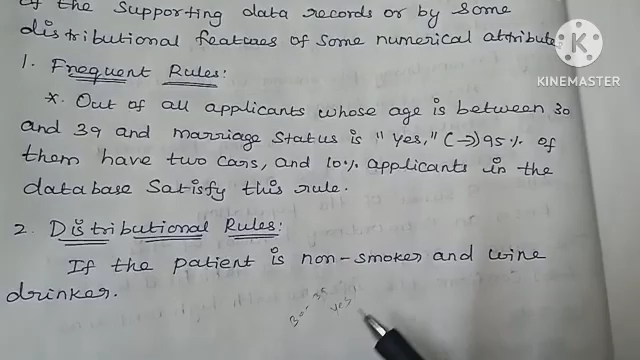 of the supporting data records or by some
distributional features of some numerical attribute
1. Frequent Rules:
* Out of all applicants whose age is between 30
and 39 and marriage status is "yes," (→) 95% of
them have two cars, and 10% applicants in the
database satisfy this rule.
2. Distributional Rules:
If the patient is non-smoker and wine
drinker.
30 - 35
yes
KINEMASTER